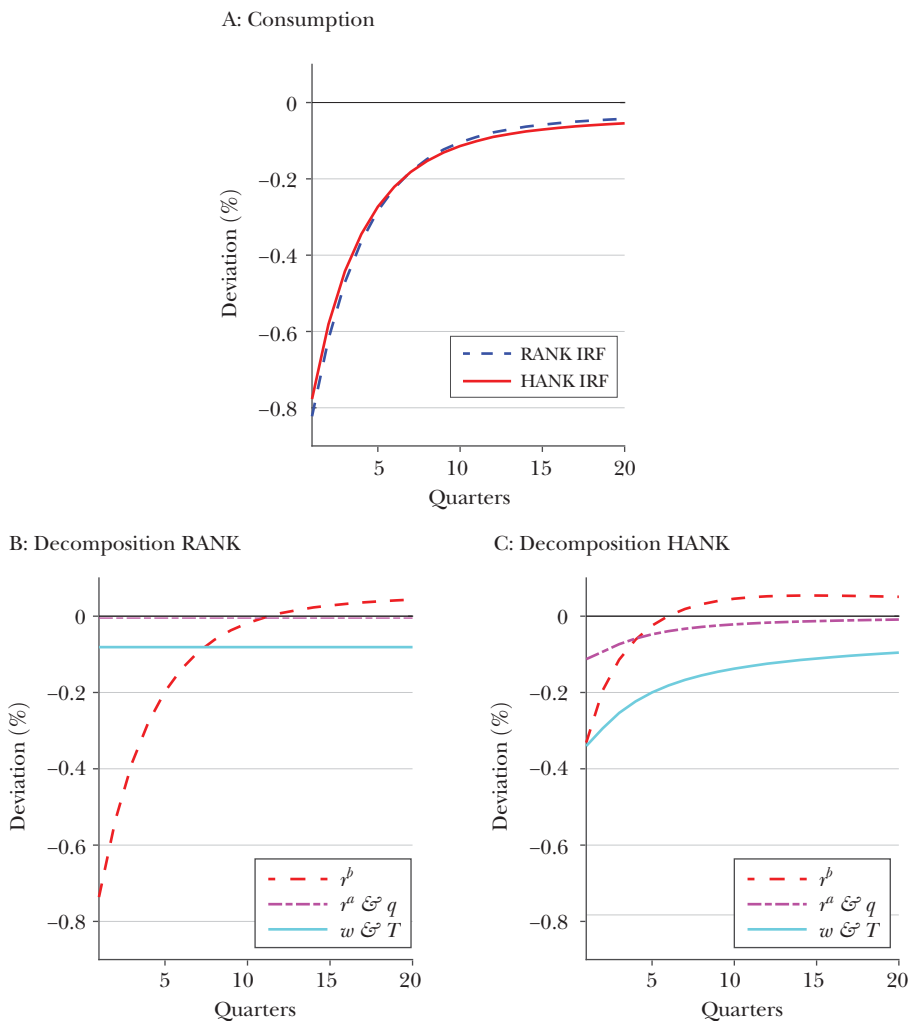 A: Consumption
0
−0.2
−0.4
−0.6
−0.8
Deviation (%)
RANK IRF
HANK IRF
5 10 15 20
Quarters
B: Decomposition RANK
0
−0.2
−0.4
−0.6
−0.8
Deviation (%)
r^b
r^a & q
w & T
5 10 15 20
Quarters
C: Decomposition HANK
0
−0.2
−0.4
−0.6
−0.8
Deviation (%)
r^b
r^a & q
w & T
5 10 15 20
Quarters